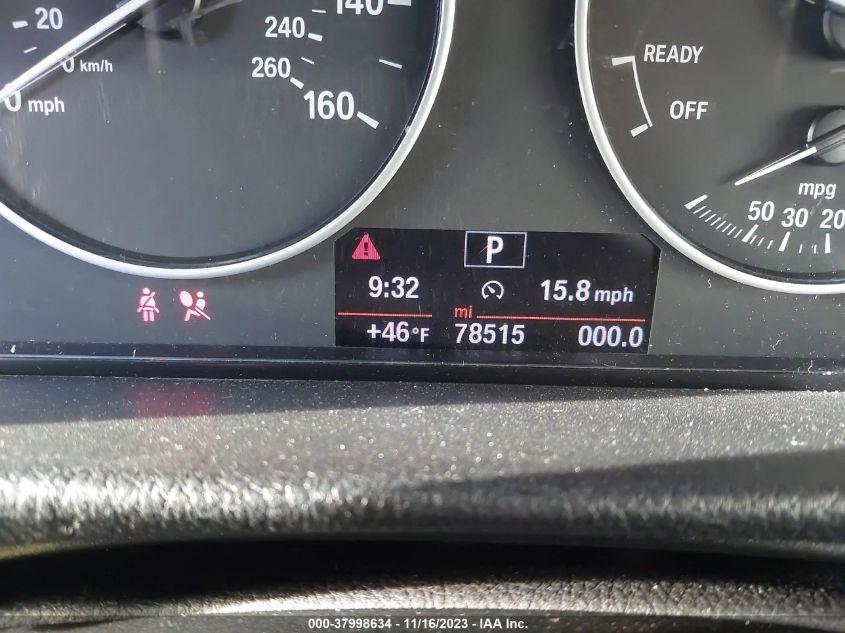 20
0 km/h
0 mph
140
240
260
160
READY
OFF
mpg
50 30 20
P
9:32 15.8 mph
mi
+46°F 78515 000.0
000-37998634 - 11/16/2023 - IAA Inc.